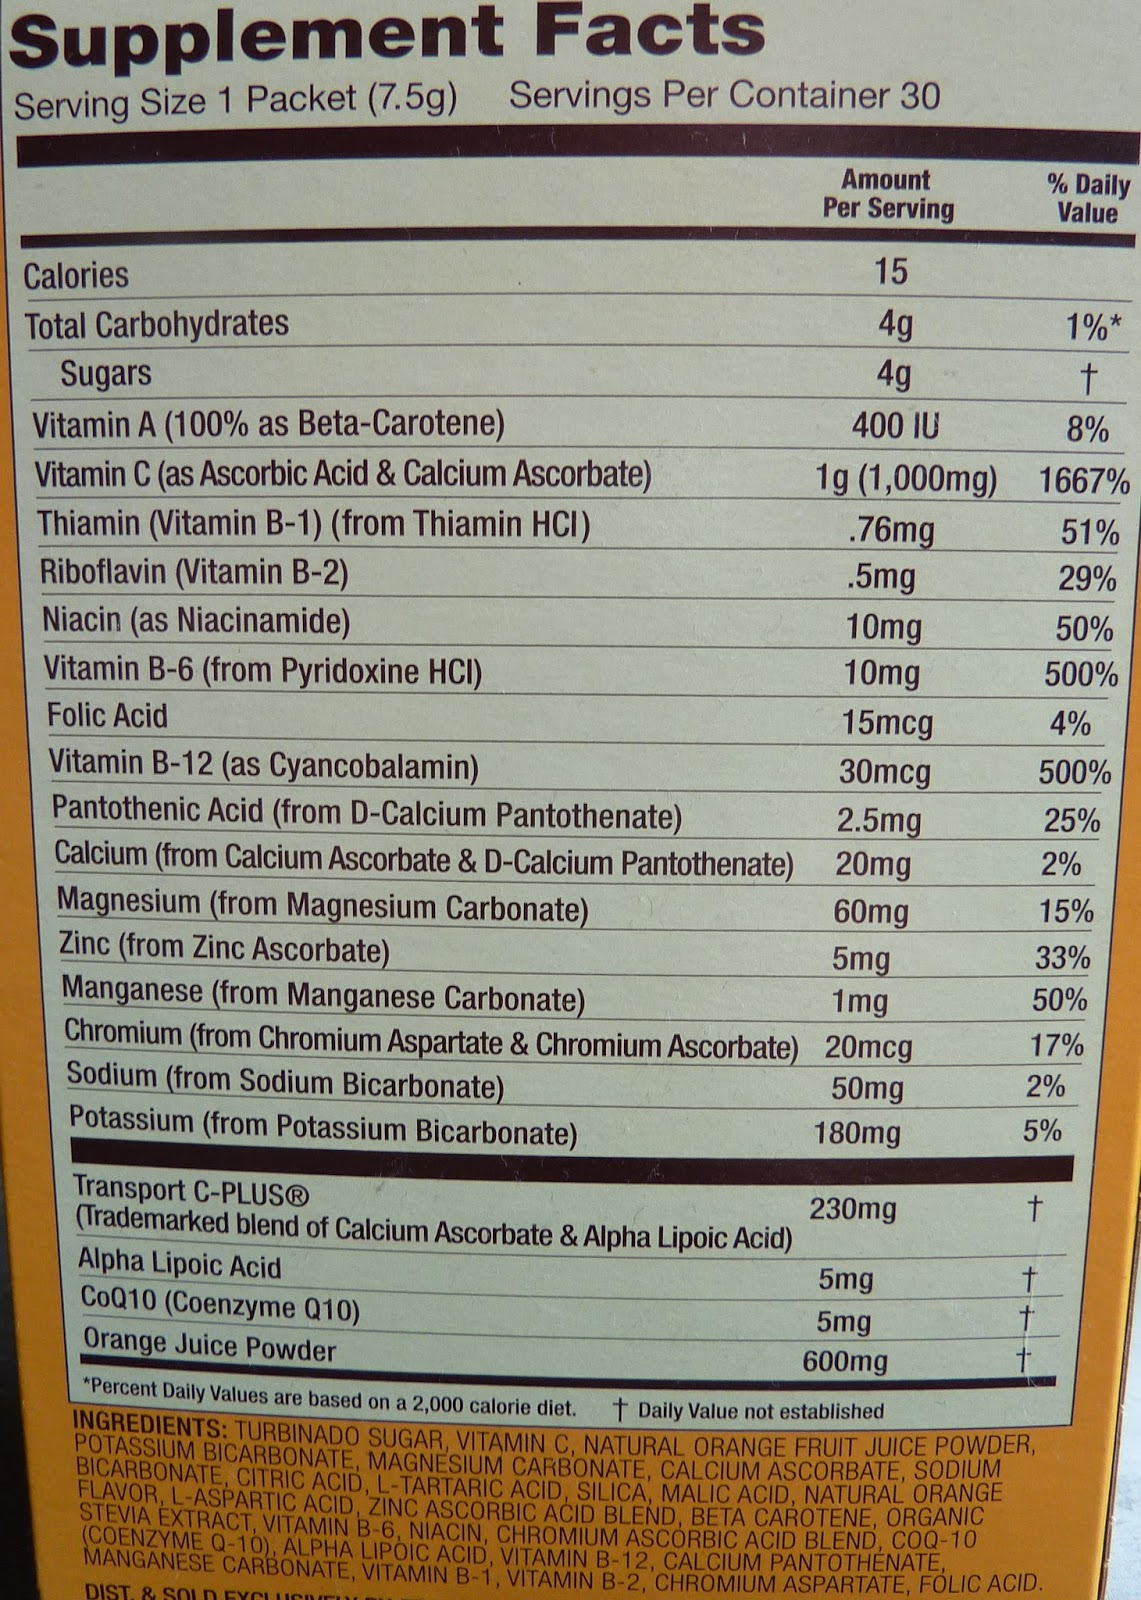 Supplement Facts
Serving Size 1 Packet (7.5g) Servings Per Container 30
Amount Per Serving % Daily Value
Calories 15
Total Carbohydrates 4g 1%*
Sugars 4g †
Vitamin A (100% as Beta-Carotene) 400 IU 8%
Vitamin C (as Ascorbic Acid & Calcium Ascorbate) 1g (1,000mg) 1667%
Thiamin (Vitamin B-1) (from Thiamin HCl) .76mg 51%
Riboflavin (Vitamin B-2) .5mg 29%
Niacin (as Niacinamide) 10mg 50%
Vitamin B-6 (from Pyridoxine HCl) 10mg 500%
Folic Acid 15mcg 4%
Vitamin B-12 (as Cyancobalamin) 30mcg 500%
Pantothenic Acid (from D-Calcium Pantothenate) 2.5mg 25%
Calcium (from Calcium Ascorbate & D-Calcium Pantothenate) 20mg 2%
Magnesium (from Magnesium Carbonate) 60mg 15%
Zinc (from Zinc Ascorbate) 5mg 33%
Manganese (from Manganese Carbonate) 1mg 50%
Chromium (from Chromium Aspartate & Chromium Ascorbate) 20mcg 17%
Sodium (from Sodium Bicarbonate) 50mg 2%
Potassium (from Potassium Bicarbonate) 180mg 5%
Transport C-PLUS® 230mg †
(Trademarked blend of Calcium Ascorbate & Alpha Lipoic Acid)
Alpha Lipoic Acid 5mg †
CoQ10 (Coenzyme Q10) 5mg †
Orange Juice Powder 600mg †
*Percent Daily Values are based on a 2,000 calorie diet. † Daily Value not established
INGREDIENTS: TURBINADO SUGAR, VITAMIN C, NATURAL ORANGE FRUIT JUICE POWDER,
POTASSIUM BICARBONATE, MAGNESIUM CARBONATE, CALCIUM ASCORBATE, SODIUM
BICARBONATE, CITRIC ACID, L-TARTARIC ACID, SILICA, MALIC ACID, NATURAL ORANGE
FLAVOR, L-ASPARTIC ACID, ZINC ASCORBIC ACID BLEND, BETA CAROTENE, ORGANIC
STEVIA EXTRACT, VITAMIN B-6, NIACIN, CHROMIUM ASCORBIC ACID BLEND, COQ-10
(COENZYME Q-10), ALPHA LIPOIC ACID, VITAMIN B-12, CALCIUM PANTOTHENATE,
MANGANESE CARBONATE, VITAMIN B-1, VITAMIN B-2, CHROMIUM ASPARTATE, FOLIC ACID.
DIST. & SOLD